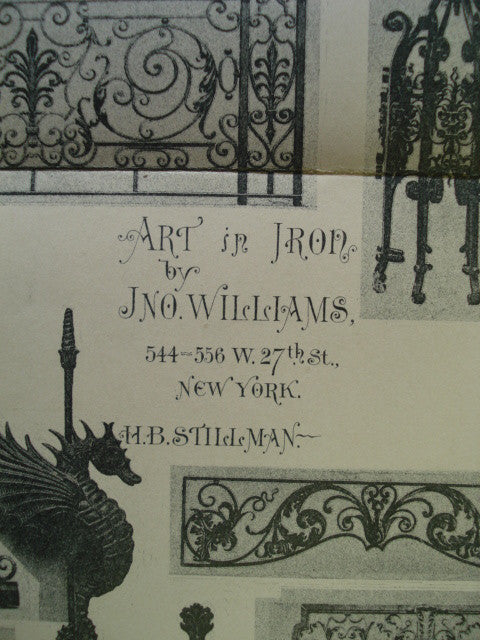 ART in IRON
by
JNO. WILLIAMS,
544-556 W. 27th St.,
NEW YORK.
H.B. STILLMAN.